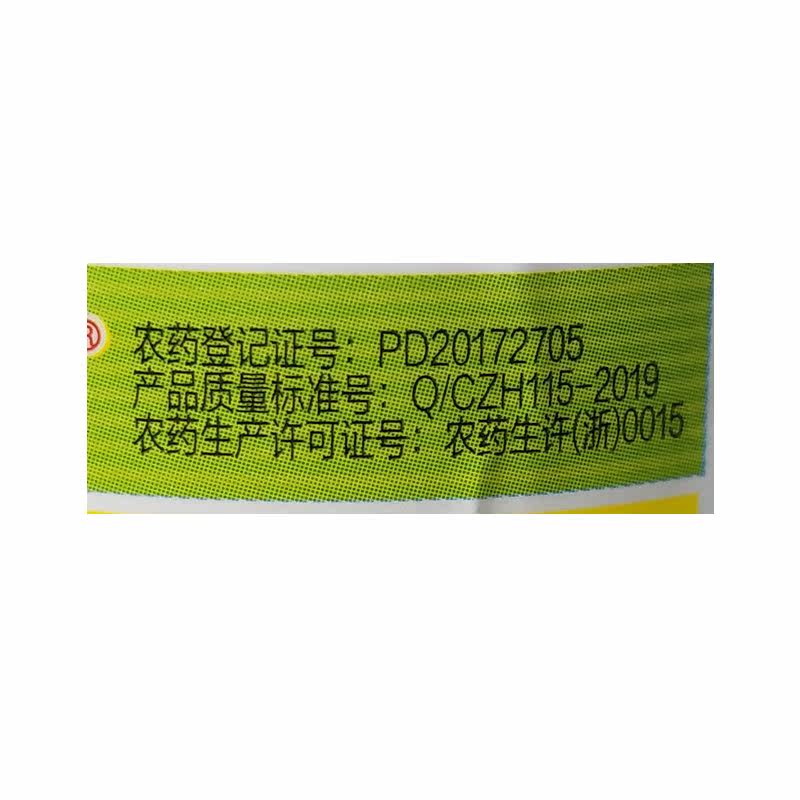 ®
农药登记证号：PD20172705
产品质量标准号：Q/CZH115-2019
农药生产许可证号：农药生许(浙)0015